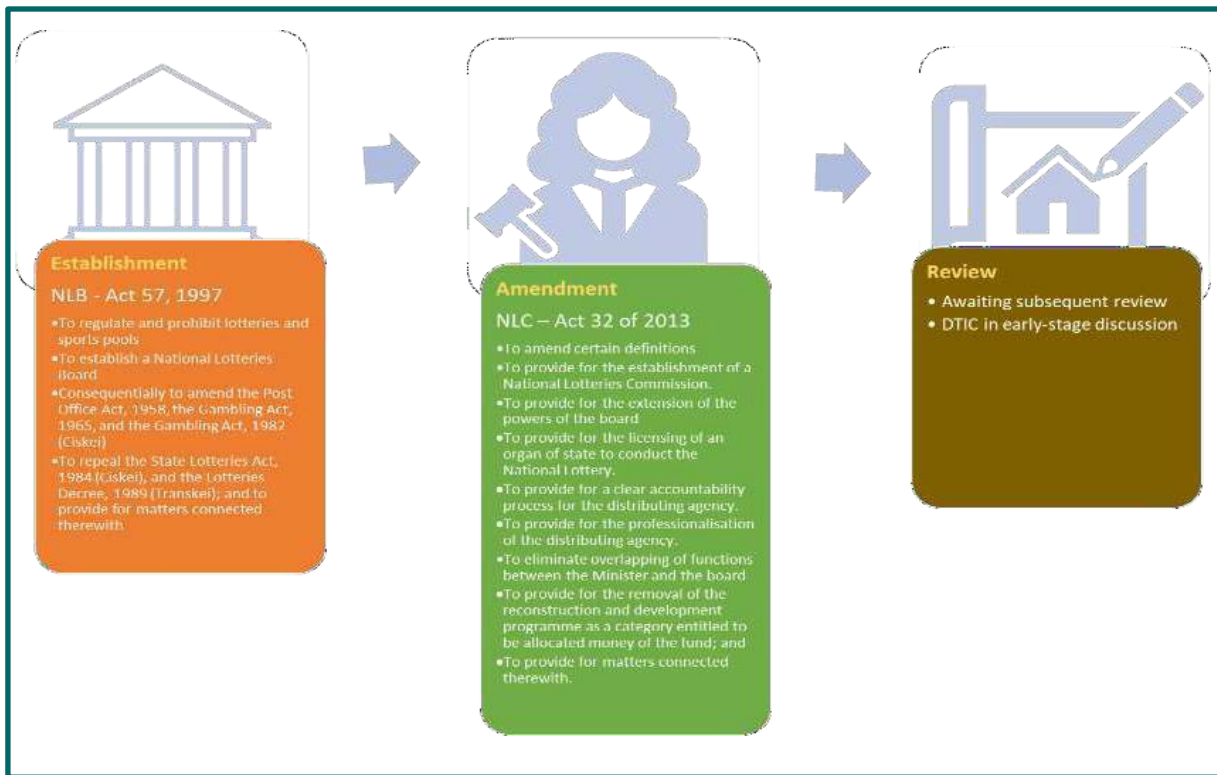 Establishment
NLB - Act 57, 1997
•To regulate and prohibit lotteries and
sports pools
•To establish a National Lotteries
Board
•Consequentially to amend the Post
Office Act, 1958, the Gambling Act,
1965, and the Gambling Act, 1982
(Ciskei)
•To repeal the State Lotteries Act,
1984 (Ciskei), and the Lotteries
Decree, 1989 (Transkei); and to
provide for matters connected
therewith
Amendment
NLC – Act 32 of 2013
•To amend certain definitions
•To provide for the establishment of a
National Lotteries Commission.
•To provide for the extension of the
powers of the board
•To provide for the licensing of an
organ of state to conduct the
National Lottery.
•To provide for a clear accountability
process for the distributing agency.
•To provide for the professionalisation
of the distributing agency.
•To eliminate overlapping of functions
between the Minister and the board
•To provide for the removal of the
reconstruction and development
programme as a category entitled to
be allocated money of the fund; and
•To provide for matters connected
therewith.
Review
• Awaiting subsequent review
• DTIC in early-stage discussion